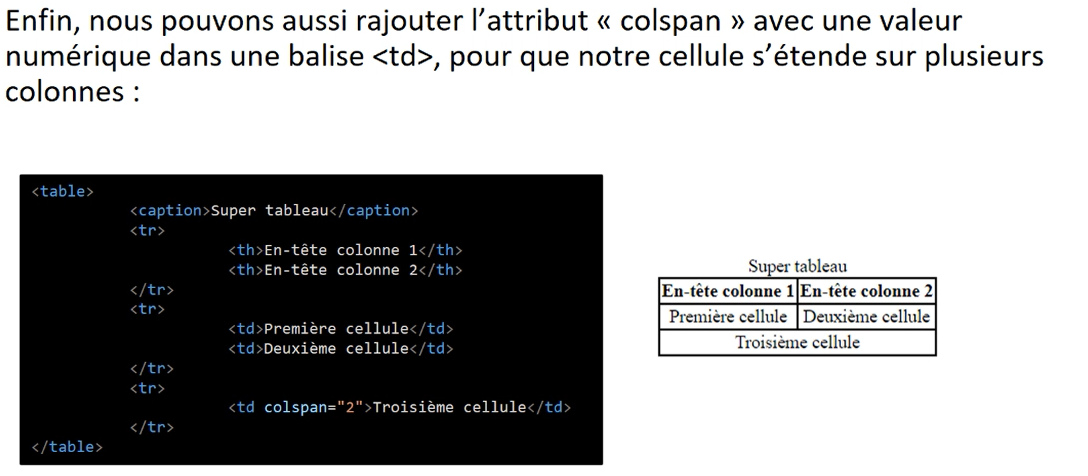 Enfin, nous pouvons aussi rajouter l’attribut « colspan » avec une valeur
numérique dans une balise <td>, pour que notre cellule s’étende sur plusieurs
colonnes :
<table>
<caption>Super tableau</caption>
<tr>
<th>En-tête colonne 1</th>
<th>En-tête colonne 2</th>
</tr>
<tr>
<td>Première cellule</td>
<td>Deuxième cellule</td>
</tr>
<tr>
<td colspan="2">Troisième cellule</td>
</tr>
</table>
Super tableau
En-tête colonne 1 En-tête colonne 2
Première cellule Deuxième cellule
Troisième cellule